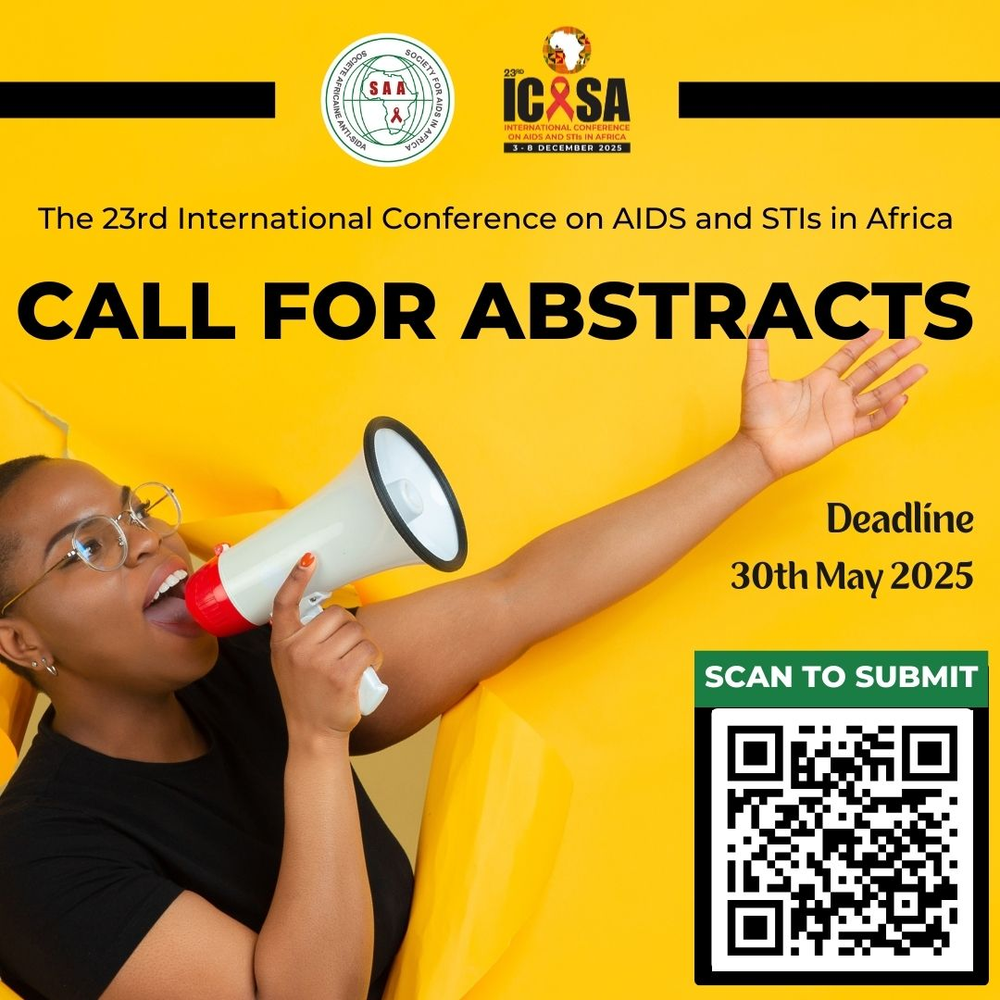 SOCIETE AFRICAINE ANTI-SIDA
SOCIETY FOR AIDS IN AFRICA
SAA
23RD
ICASA
INTERNATIONAL CONFERENCE
ON AIDS AND STIs IN AFRICA
3 - 8 DECEMBER 2025
The 23rd International Conference on AIDS and STIs in Africa
CALL FOR ABSTRACTS
Deadline
30th May 2025
SCAN TO SUBMIT